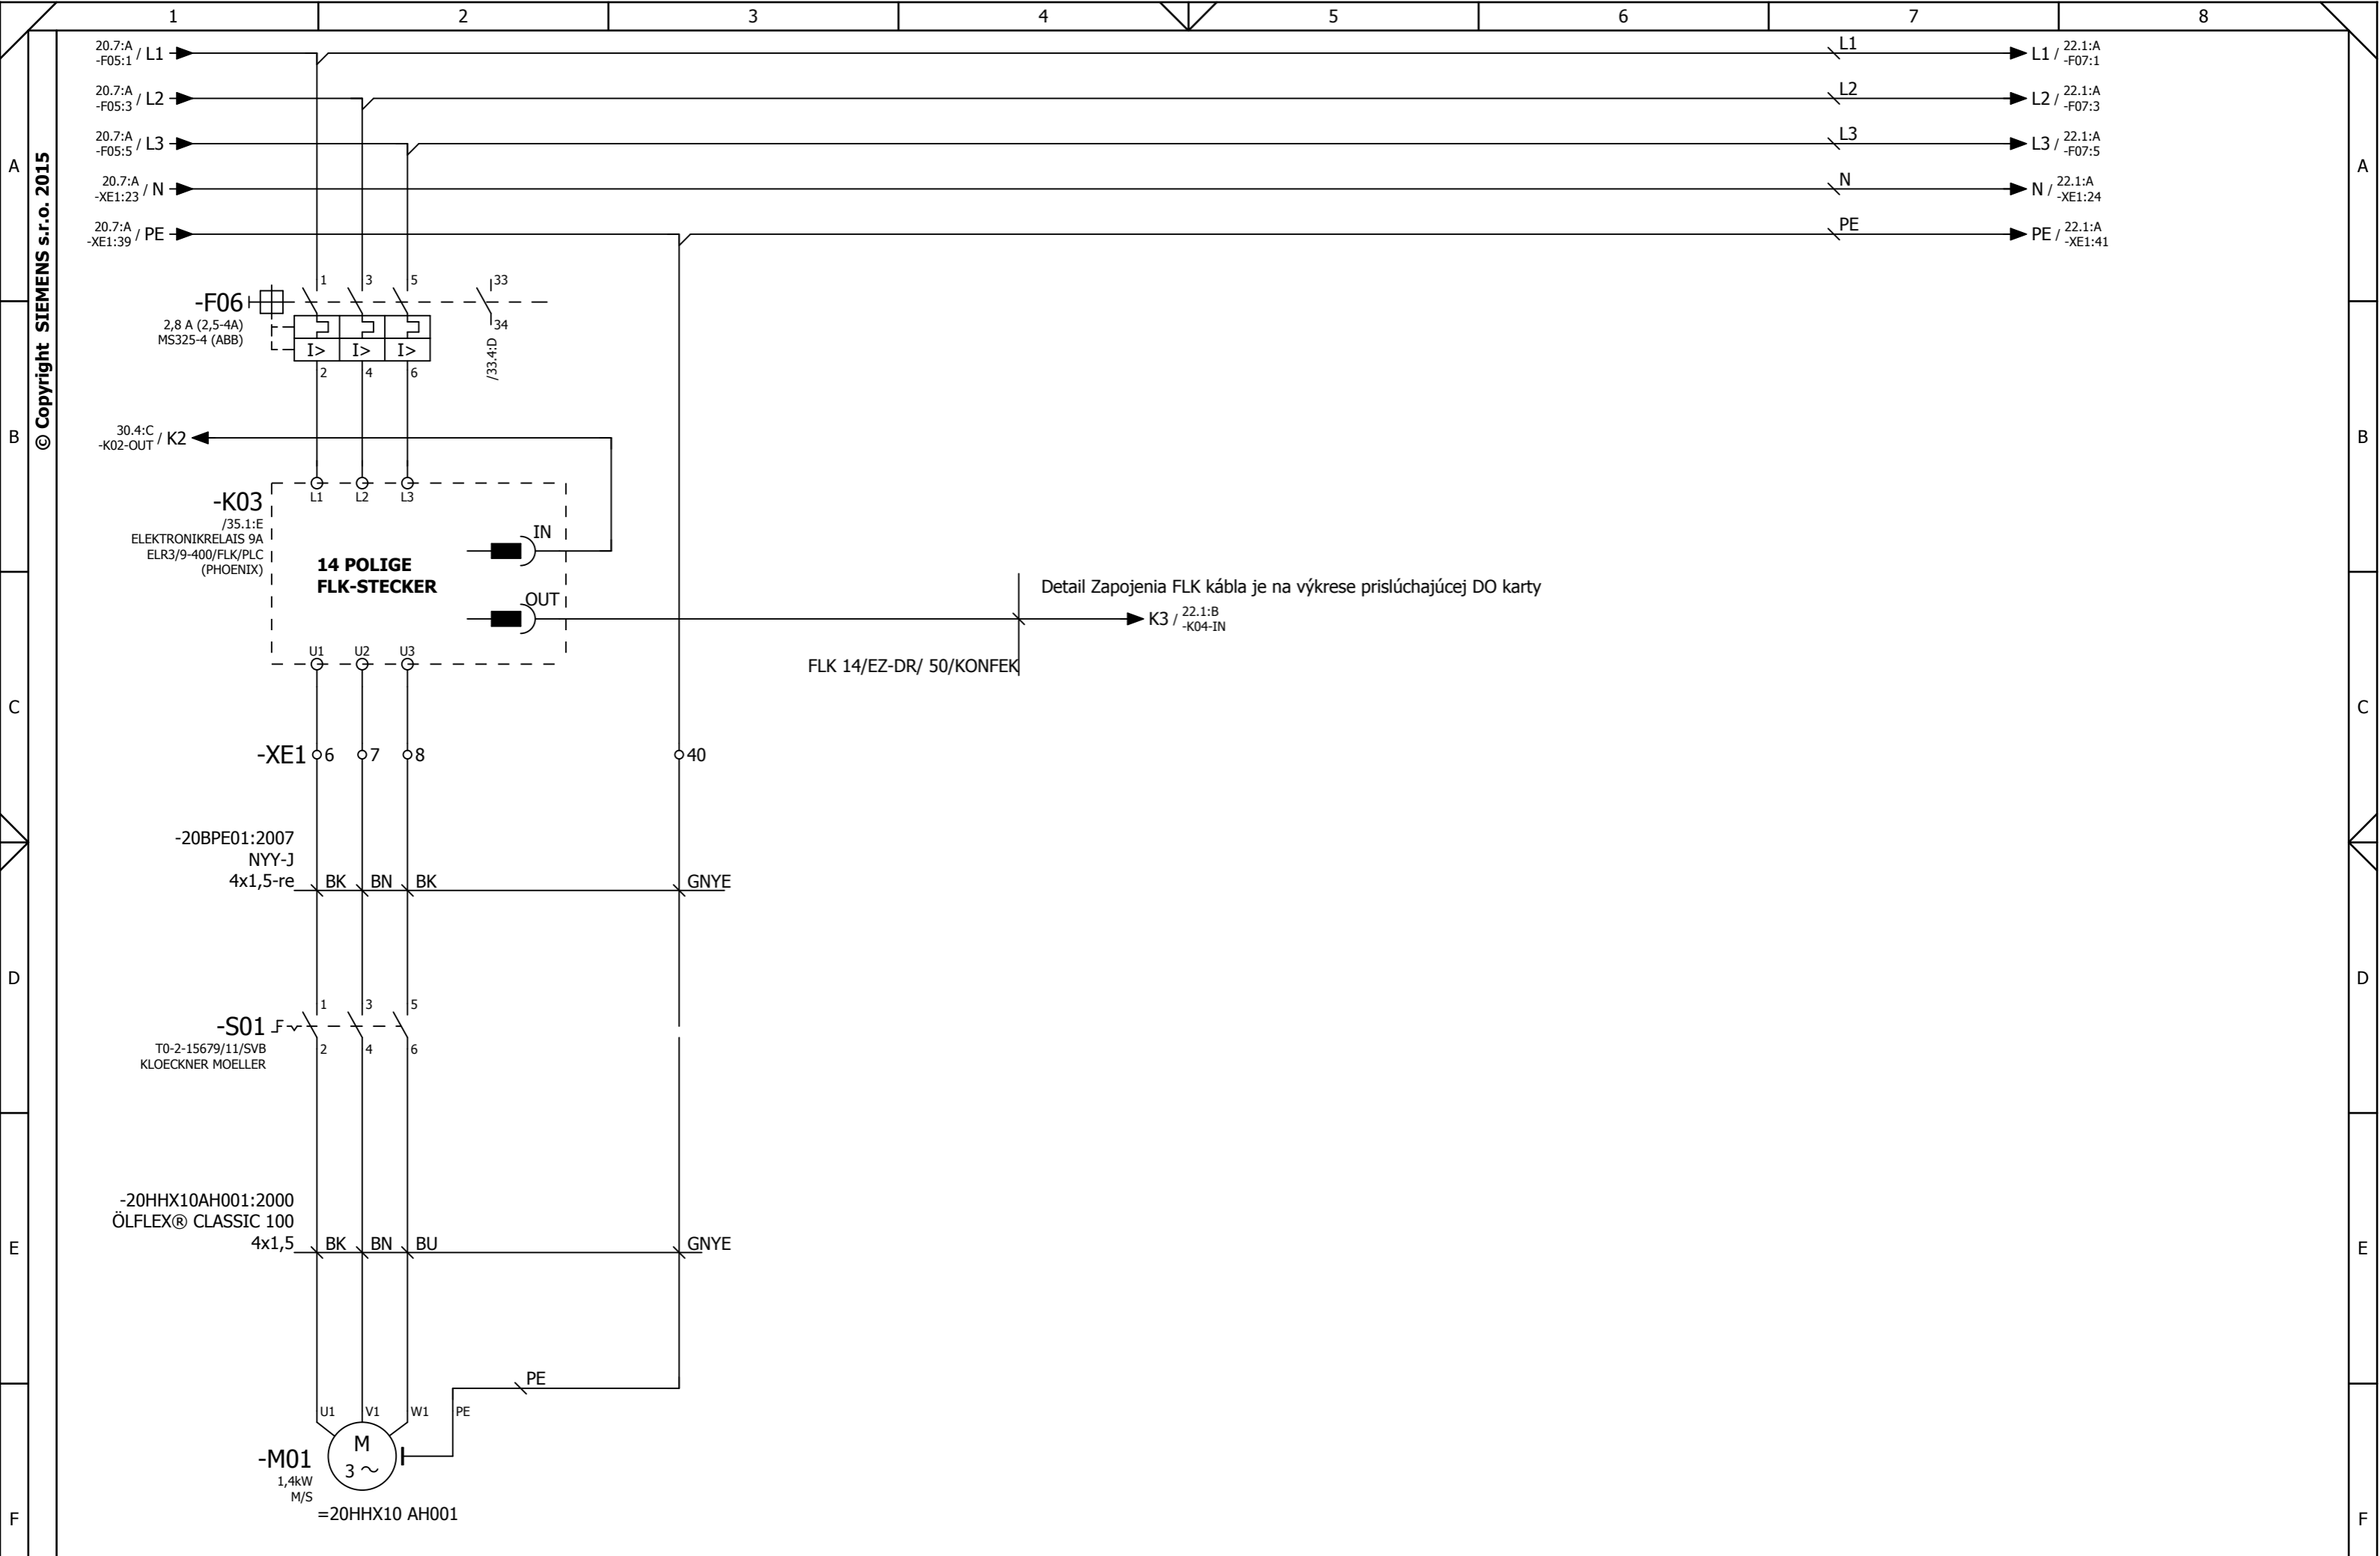 1 2 3 4 5 6 7 8
© Copyright SIEMENS s.r.o. 2015
A A
B B
C C
D D
E E
F F
20.7:A
-F05:1 / L1
L1
L1 / 22.1:A
-F07:1
20.7:A
-F05:3 / L2
L2
L2 / 22.1:A
-F07:3
20.7:A
-F05:5 / L3
L3
L3 / 22.1:A
-F07:5
20.7:A
-XE1:23 / N
N
N / 22.1:A
-XE1:24
20.7:A
-XE1:39 / PE
PE
PE / 22.1:A
-XE1:41
1 3 5 33
-F06
2,8 A (2,5-4A)
MS325-4 (ABB)
I> I> I>
34
2 4 6
/33.4:D
30.4:C
-K02-OUT / K2
L1 L2 L3
-K03
/35.1:E
ELEKTRONIKRELAIS 9A
ELR3/9-400/FLK/PLC
(PHOENIX)
IN
14 POLIGE
FLK-STECKER
OUT
Detail Zapojenia FLK kábla je na výkrese prislúchajúcej DO karty
K3 / 22.1:B
-K04-IN
FLK 14/EZ-DR/ 50/KONFEK
U1 U2 U3
-XE1 6 7 8 40
-20BPE01:2007
NYY-J
4x1,5-re BK BN BK GNYE
1 3 5
-S01
T0-2-15679/11/SVB
KLOECKNER MOELLER
2 4 6
-20HHX10AH001:2000
ÖLFLEX® CLASSIC 100
4x1,5 BK BN BU GNYE
PE
U1 V1 W1 PE
-M01
1,4kW
M/S
M
3 ~
=20HHX10 AH001